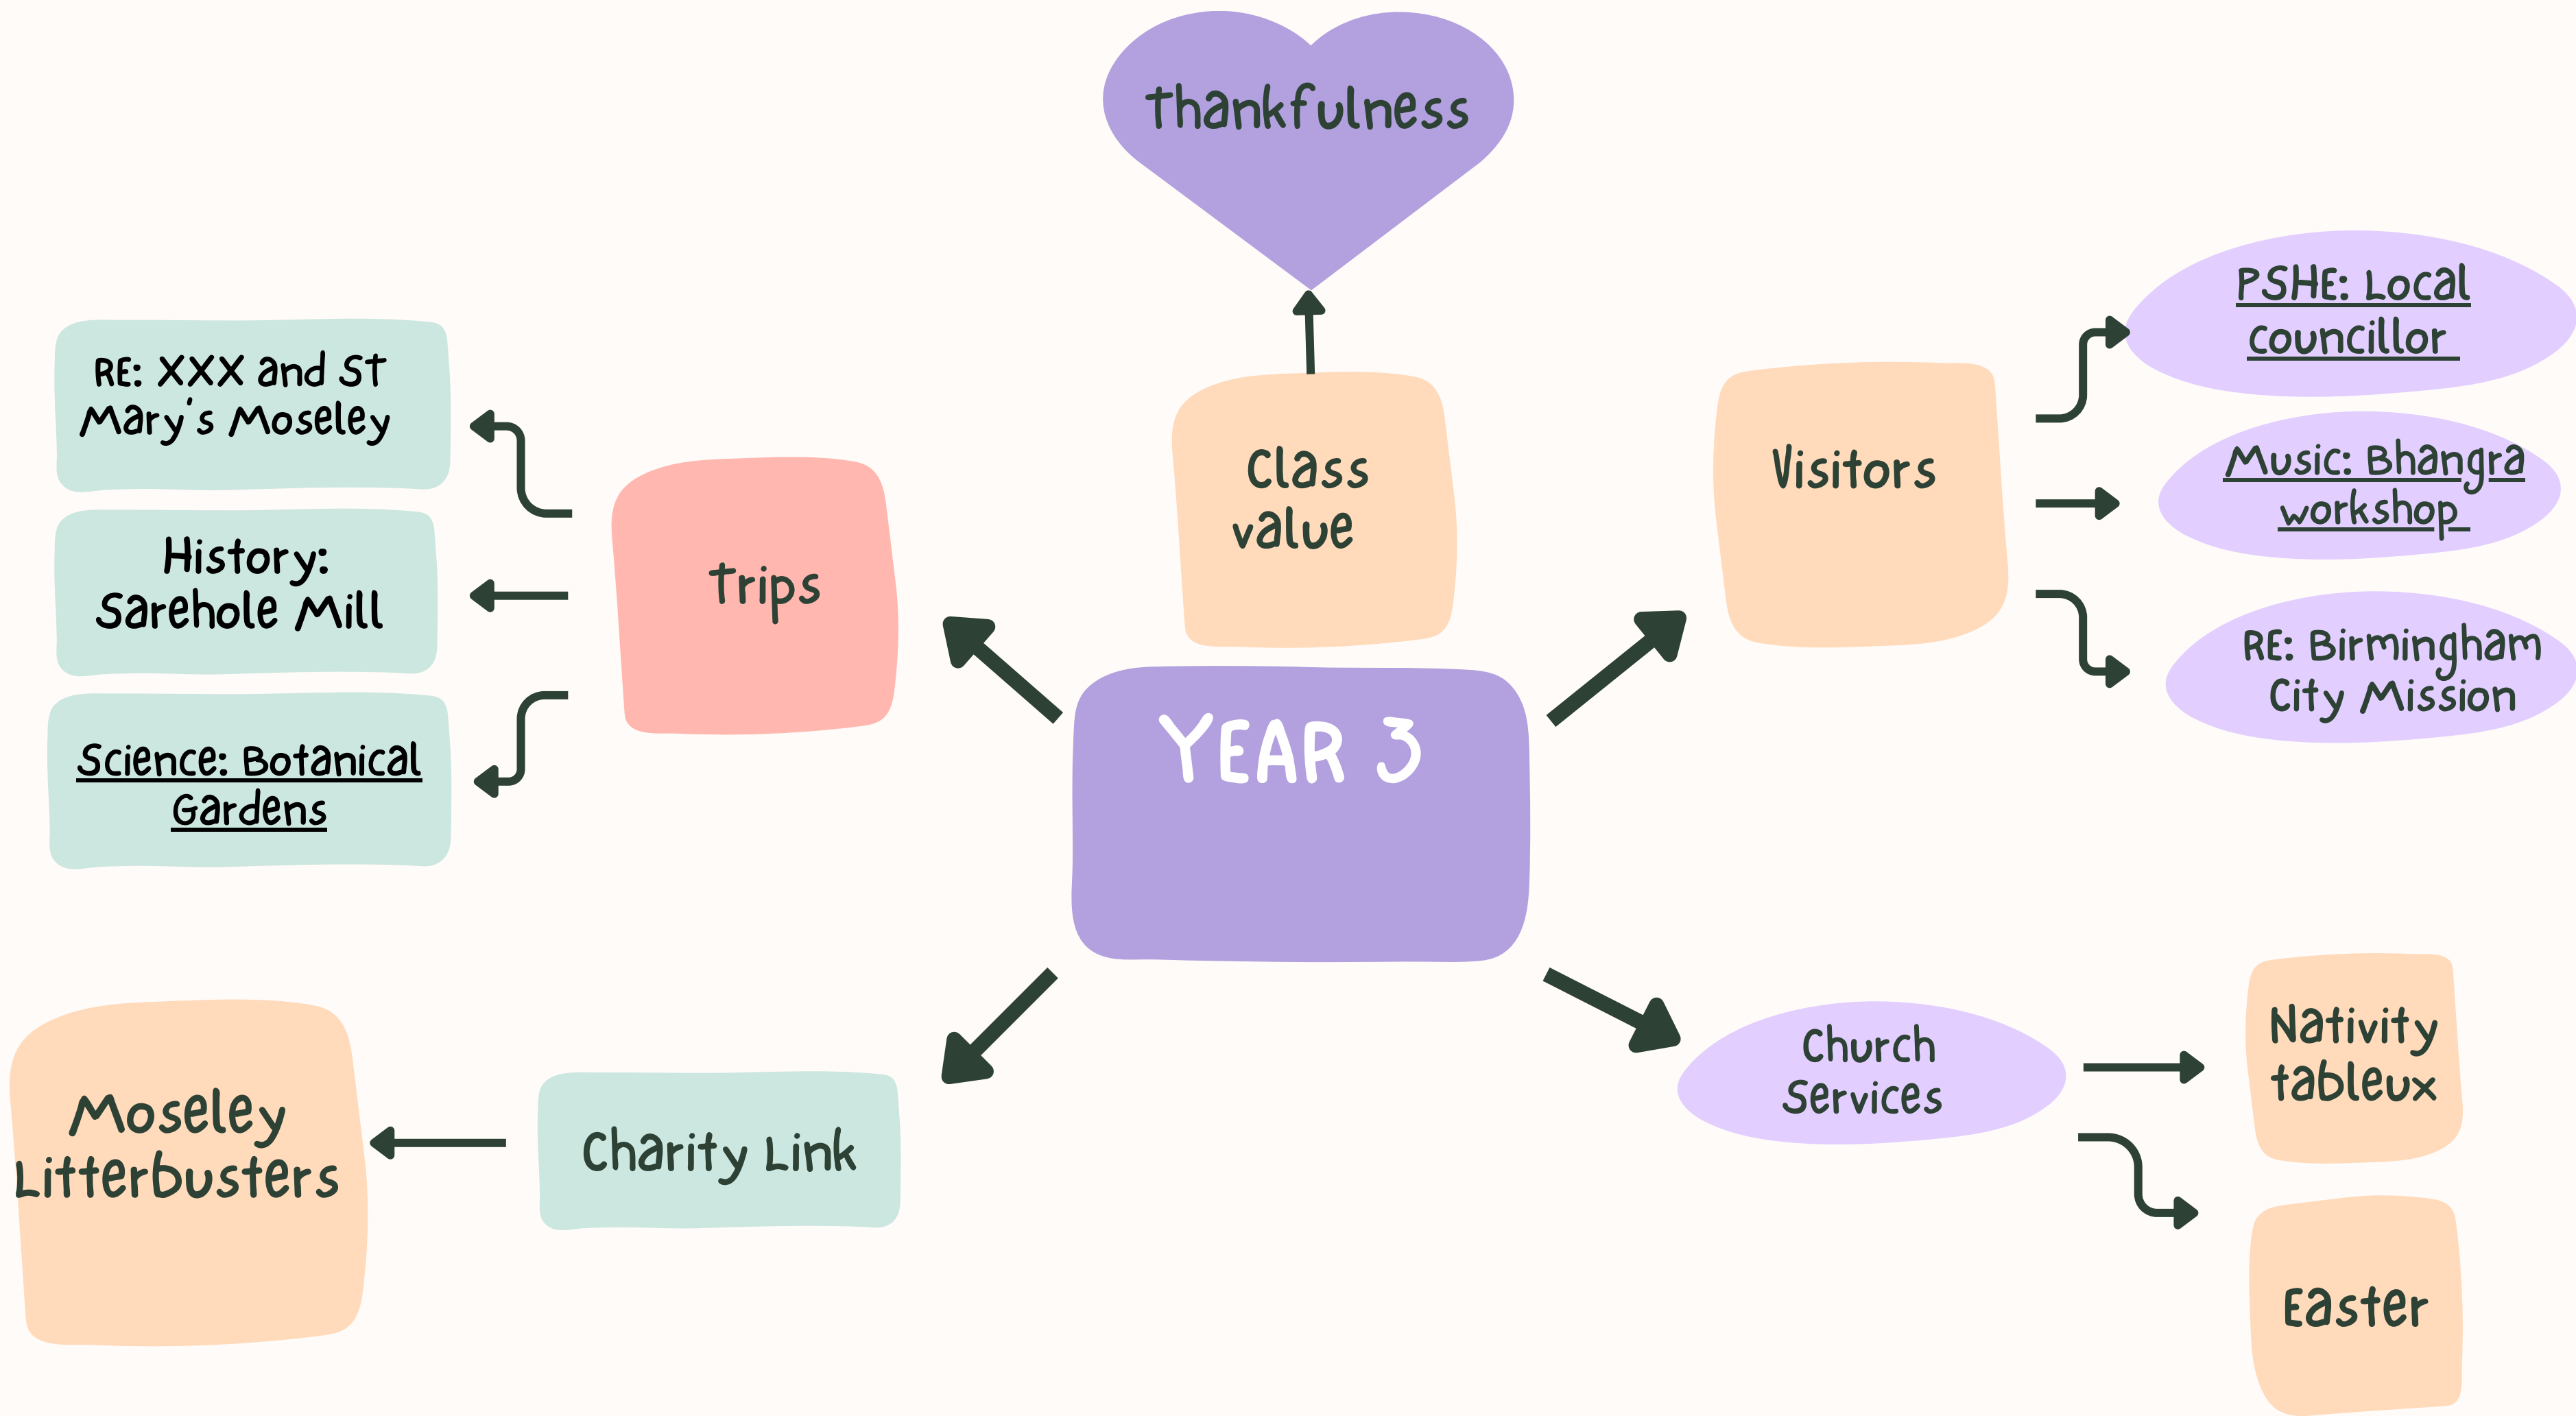 Thankfulness
Class
value
YEAR 3
Trips
RE: XXX and St
Mary's Moseley
History:
Sarehole Mill
Science: Botanical
Gardens
Visitors
PSHE: Local
councillor
Music: Bhangra
workshop
RE: Birmingham
City Mission
Charity Link
Moseley
Litterbusters
Church
Services
Nativity
tableux
Easter